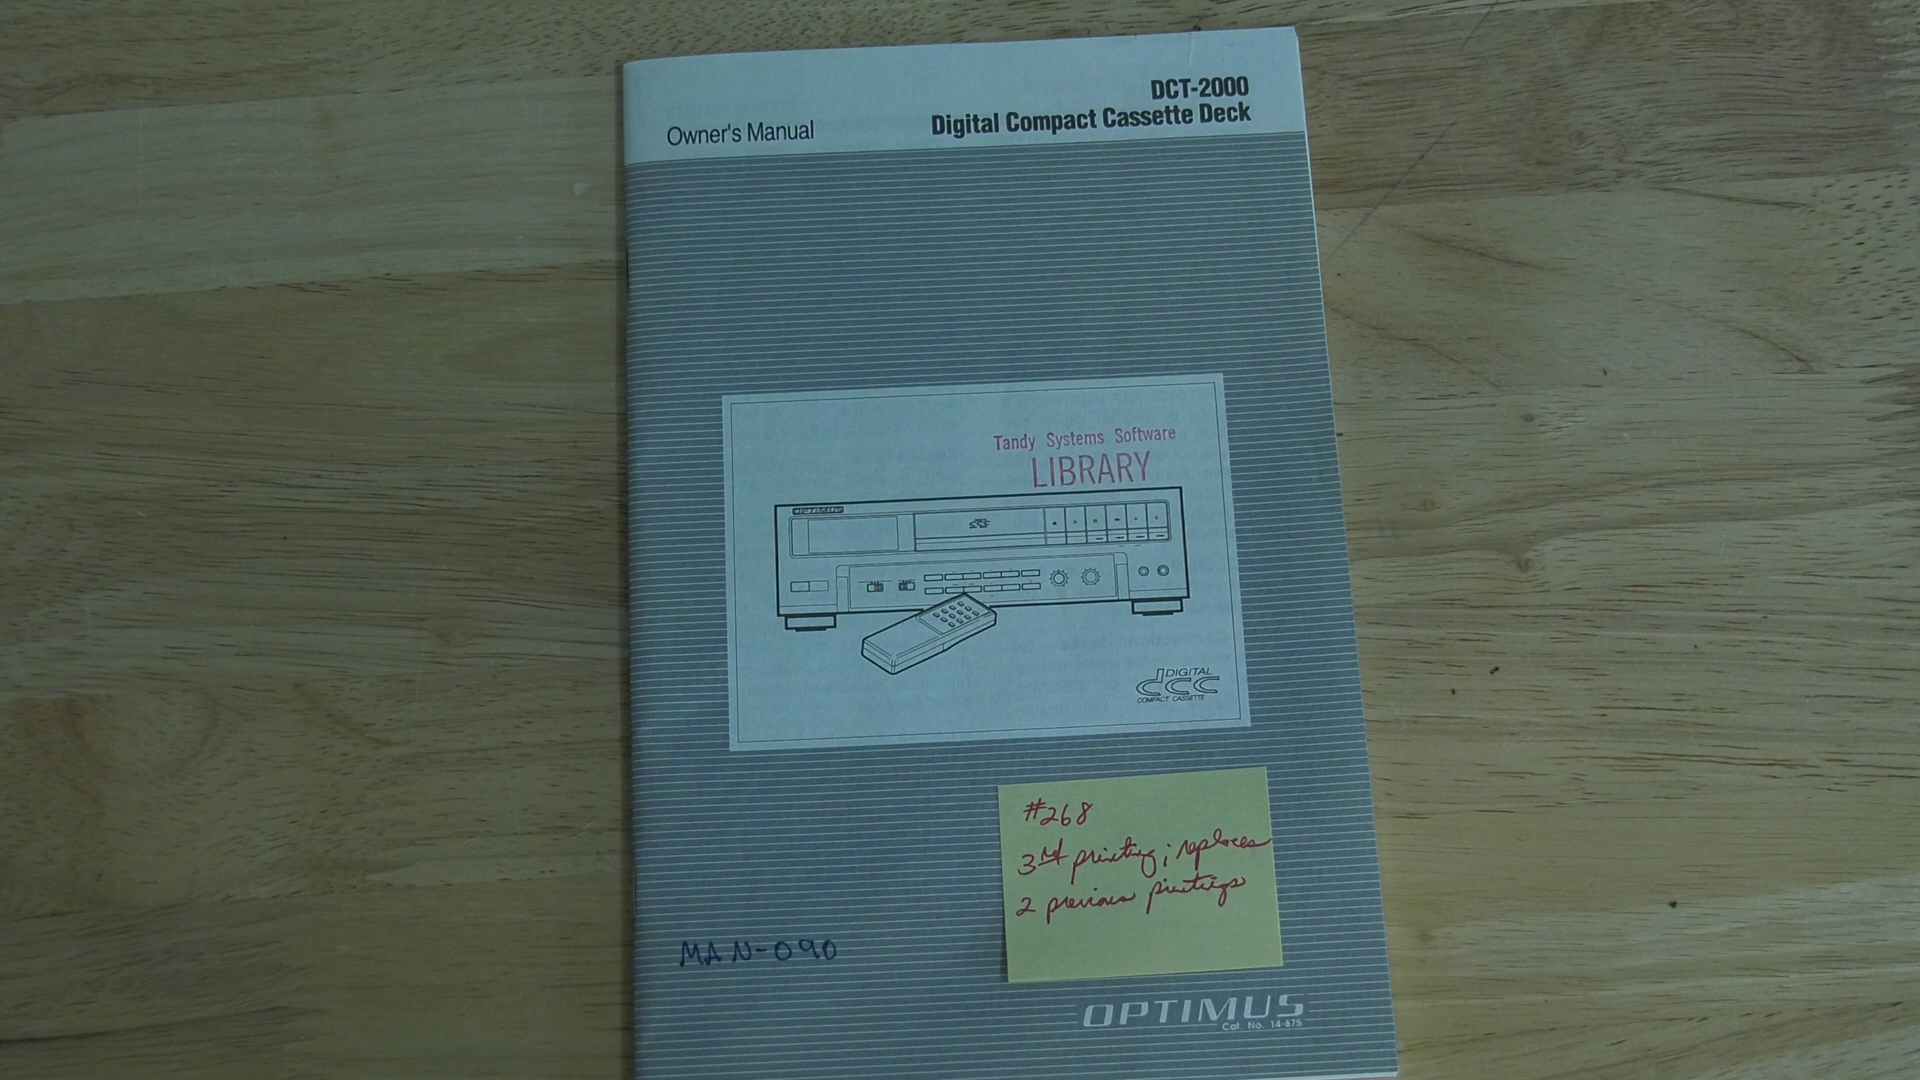 DCT-2000
Owner's Manual Digital Compact Cassette Deck
Tandy Systems Software
LIBRARY
OPTIMUS
DIGITAL
dcc
COMPACT CASSETTE
#268
3rd printing; replaces
2 previous printings
MAN-090
OPTIMUS
Cat. No. 14-675